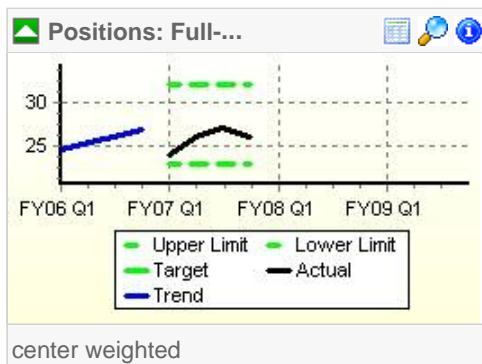 Positions: Full-...
30
25
FY06 Q1 FY07 Q1 FY08 Q1 FY09 Q1
Upper Limit Lower Limit
Target Actual
Trend
center weighted